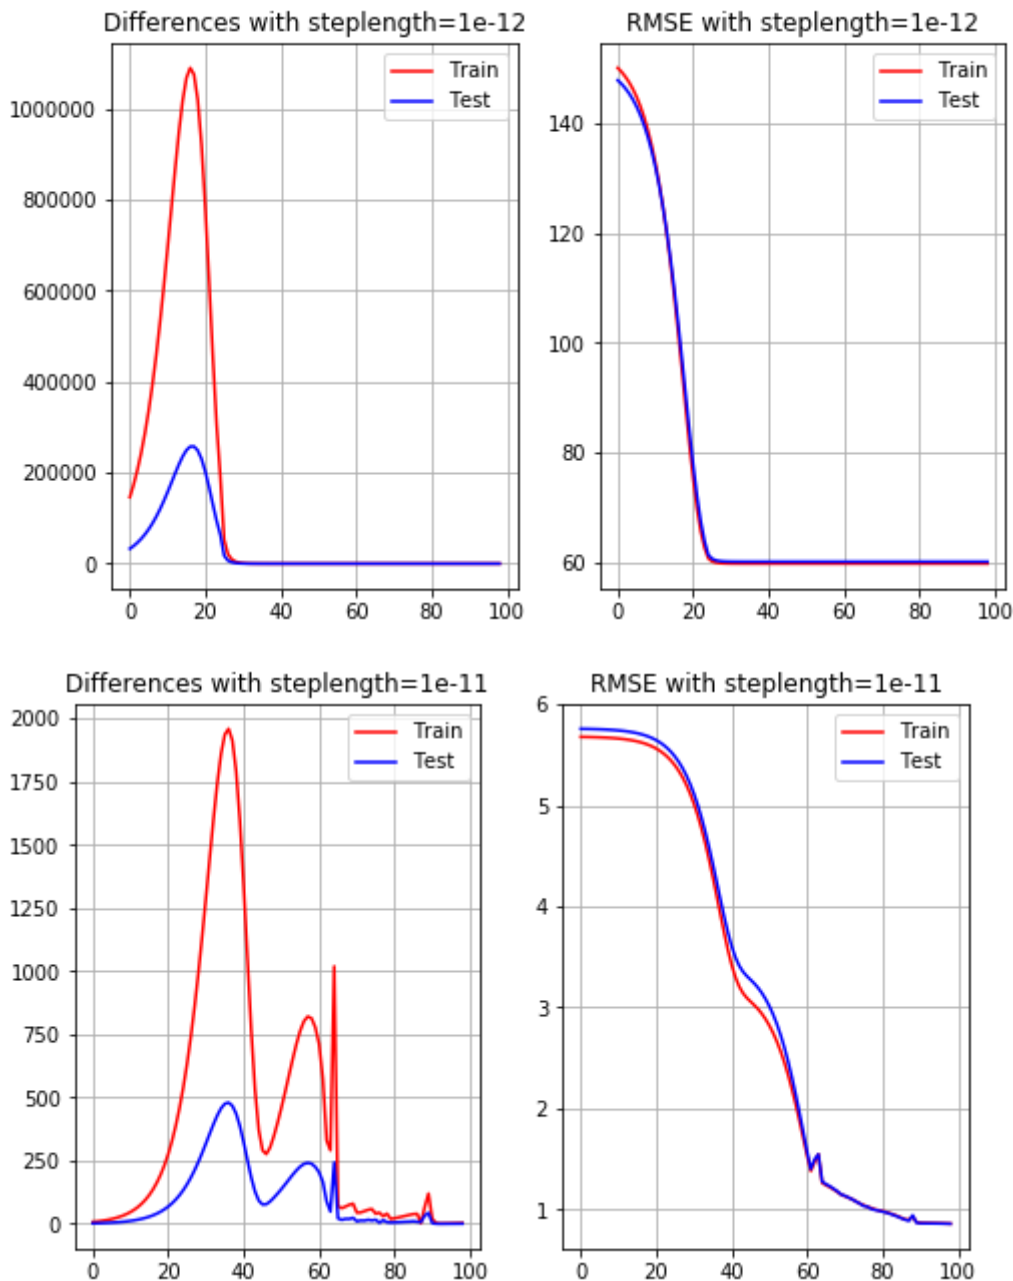 Differences with steplength=1e-12
Train
Test
1000000
800000
600000
400000
200000
0
0 20 40 60 80 100
RMSE with steplength=1e-12
Train
Test
140
120
100
80
60
0 20 40 60 80 100
Differences with steplength=1e-11
Train
Test
2000
1750
1500
1250
1000
750
500
250
0
0 20 40 60 80 100
RMSE with steplength=1e-11
Train
Test
6
5
4
3
2
1
0 20 40 60 80 100